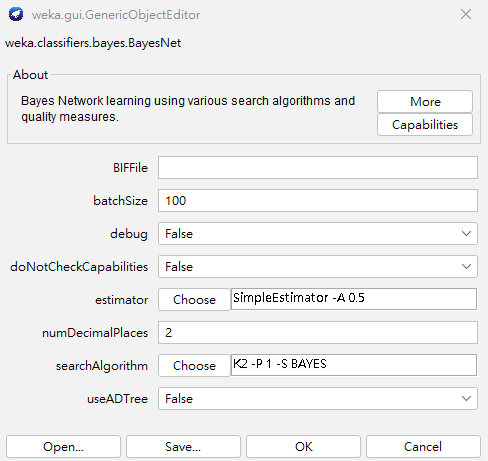 weka.gui.GenericObjectEditor
weka.classifiers.bayes.BayesNet
About
Bayes Network learning using various search algorithms and
quality measures.
More
Capabilities
BIFFile
batchSize 100
debug False
doNotCheckCapabilities False
estimator Choose SimpleEstimator -A 0.5
numDecimalPlaces 2
searchAlgorithm Choose K2 -P 1 -S BAYES
useADTree False
Open... Save... OK Cancel